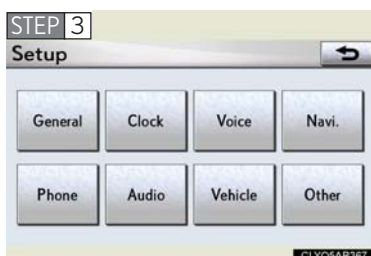 STEP 3
Setup
General Clock Voice Navi.
Phone Audio Vehicle Other